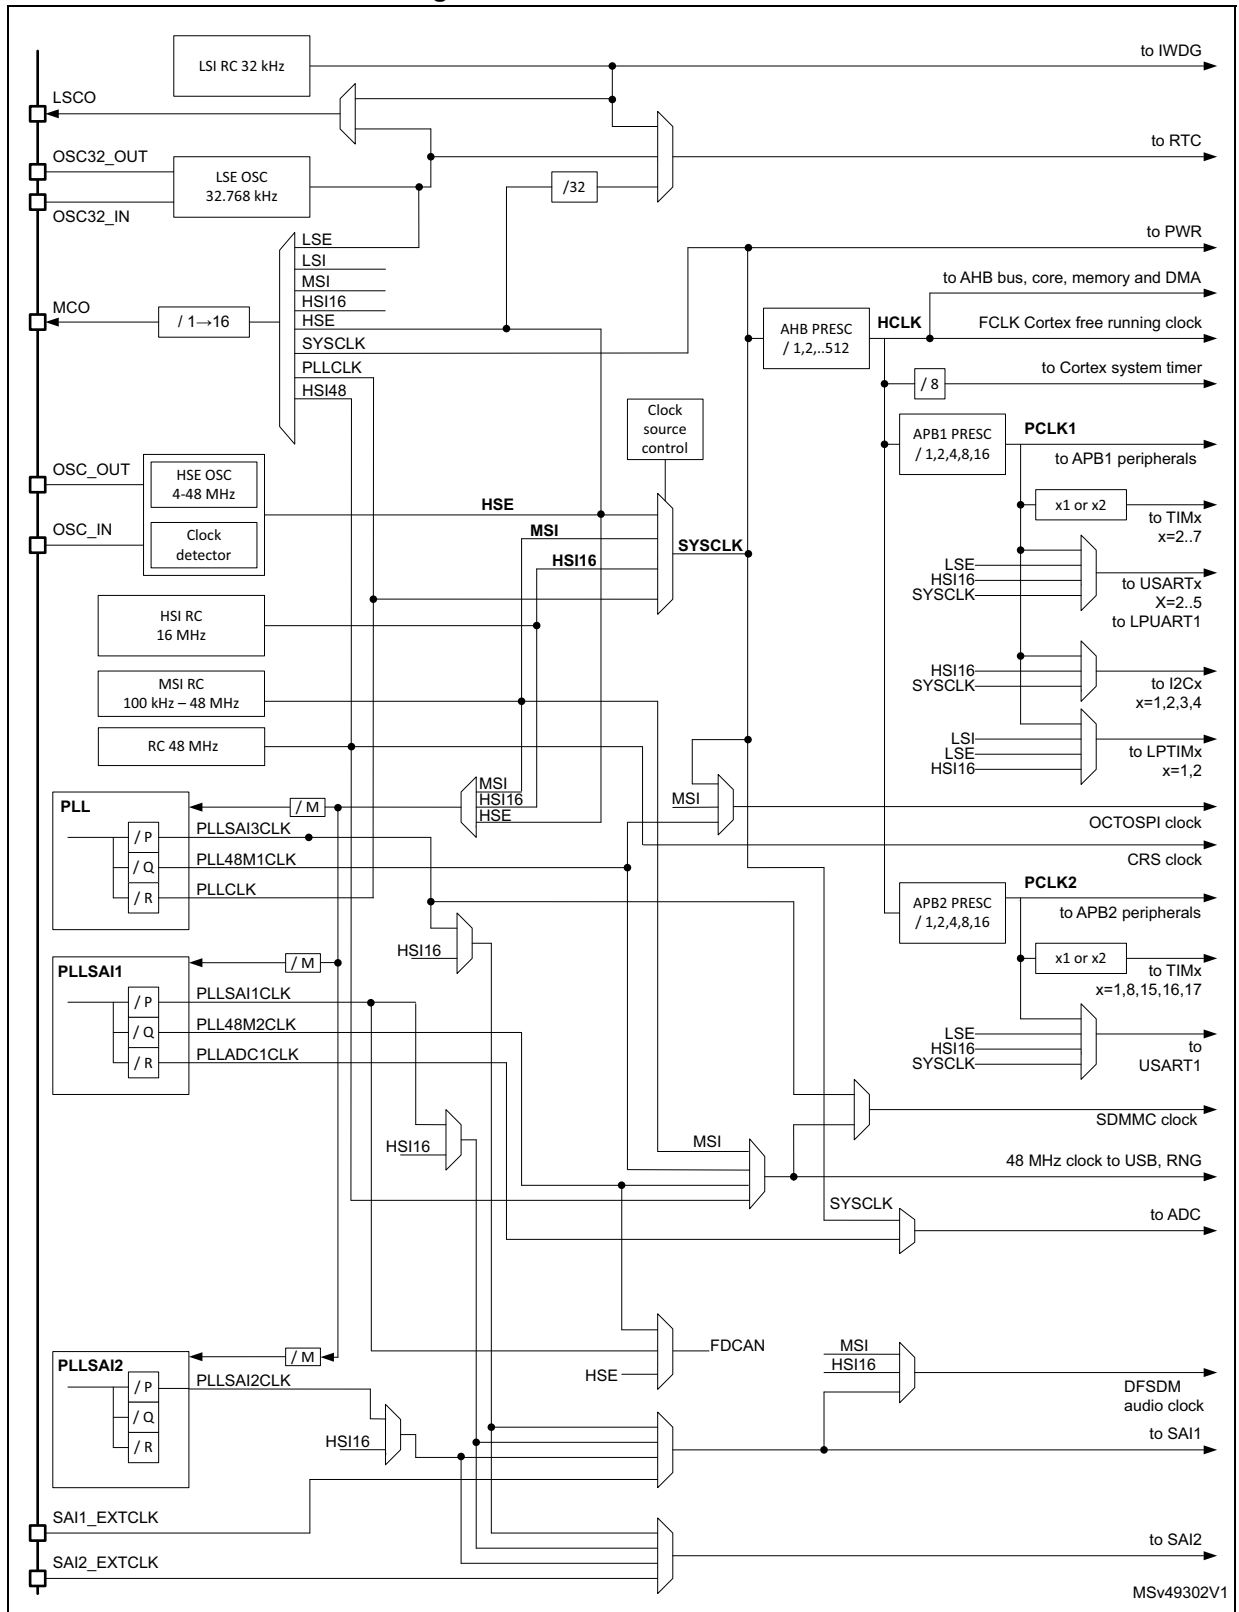 to IWDG
LSI RC 32 kHz
LSCO
to RTC
OSC32_OUT
LSE OSC
32.768 kHz
/32
OSC32_IN
to PWR
LSE
LSI
MSI
HSI16
HSE
SYSCLK
PLLCLK
HSI48
MCO
/ 1→16
to AHB bus, core, memory and DMA
AHB PRESC
/ 1,2,..512
HCLK
FCLK Cortex free running clock
to Cortex system timer
/ 8
Clock
source
control
APB1 PRESC
/ 1,2,4,8,16
PCLK1
to APB1 peripherals
OSC_OUT
HSE OSC
4-48 MHz
OSC_IN
Clock
detector
HSE
MSI
HSI16
SYSCLK
x1 or x2
to TIMx
x=2..7
LSE
HSI16
SYSCLK
to USARTx
X=2..5
to LPUART1
HSI RC
16 MHz
MSI RC
100 kHz – 48 MHz
RC 48 MHz
HSI16
SYSCLK
to I2Cx
x=1,2,3,4
LSI
LSE
HSI16
to LPTIMx
x=1,2
MSI
HSI16
HSE
MSI
OCTOSPI clock
CRS clock
PLL
/ M
/ P
PLLSAI3CLK
/ Q
PLL48M1CLK
/ R
PLLCLK
HSI16
APB2 PRESC
/ 1,2,4,8,16
PCLK2
to APB2 peripherals
x1 or x2
to TIMx
x=1,8,15,16,17
LSE
HSI16
SYSCLK
to
USART1
PLLSAI1
/ M
/ P
PLLSAI1CLK
/ Q
PLL48M2CLK
/ R
PLLADC1CLK
HSI16
SDMMC clock
MSI
48 MHz clock to USB, RNG
SYSCLK
to ADC
FDCAN
HSE
MSI
HSI16
DFSDM
audio clock
PLLSAI2
/ M
/ P
PLLSAI2CLK
/ Q
/ R
HSI16
to SAI1
SAI1_EXTCLK
to SAI2
SAI2_EXTCLK
MSv49302V1